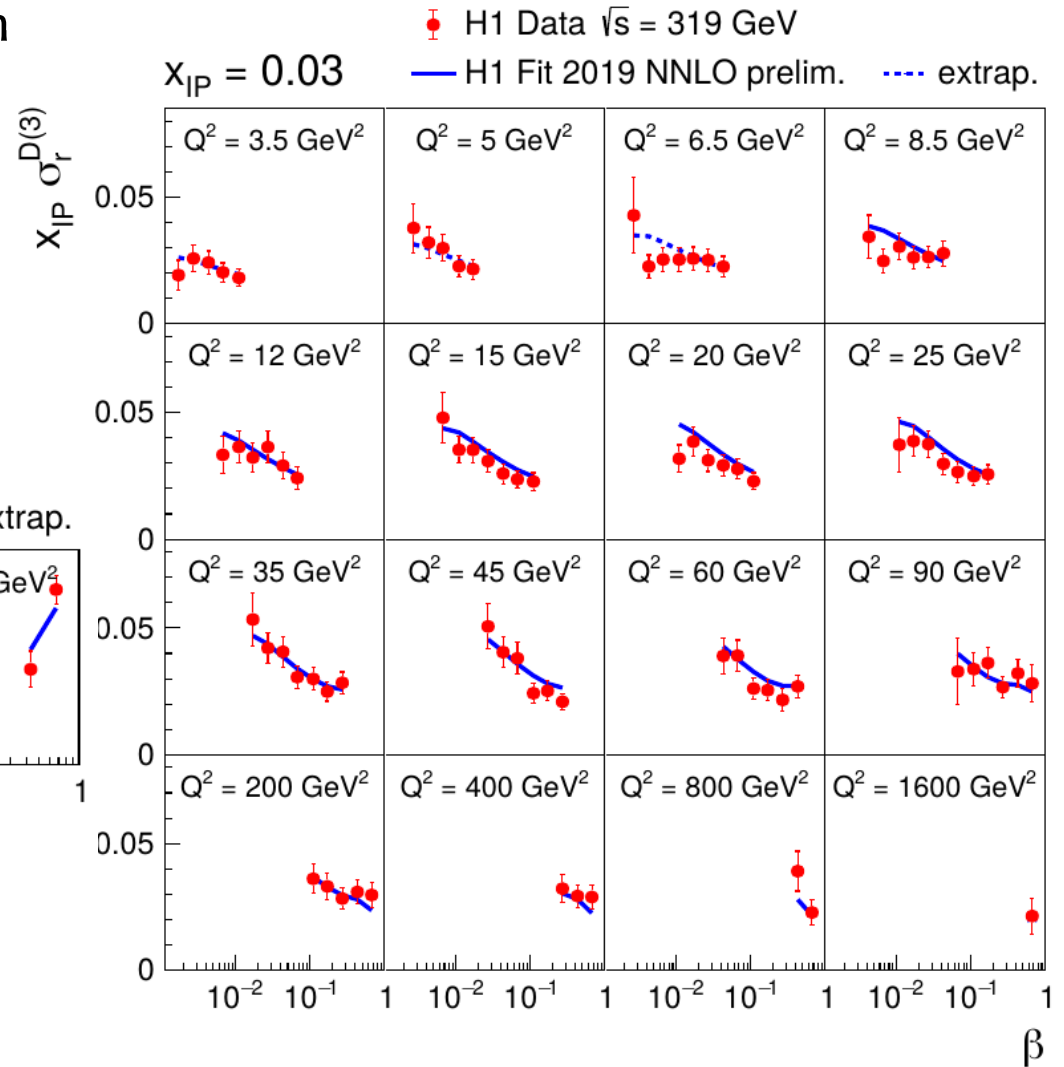 H1 Data √s = 319 GeV
x_IP = 0.03
H1 Fit 2019 NNLO prelim.
extrap.
x_IP σ_r^D(3)
Q² = 3.5 GeV²
Q² = 5 GeV²
Q² = 6.5 GeV²
Q² = 8.5 GeV²
0.05
0
Q² = 12 GeV²
Q² = 15 GeV²
Q² = 20 GeV²
Q² = 25 GeV²
0.05
0
xtrap.
GeV²
1
Q² = 35 GeV²
Q² = 45 GeV²
Q² = 60 GeV²
Q² = 90 GeV²
0.05
0
Q² = 200 GeV²
Q² = 400 GeV²
Q² = 800 GeV²
Q² = 1600 GeV²
0.05
0
10⁻² 10⁻¹ 1 10⁻² 10⁻¹ 1 10⁻² 10⁻¹ 1 10⁻² 10⁻¹ 1
β